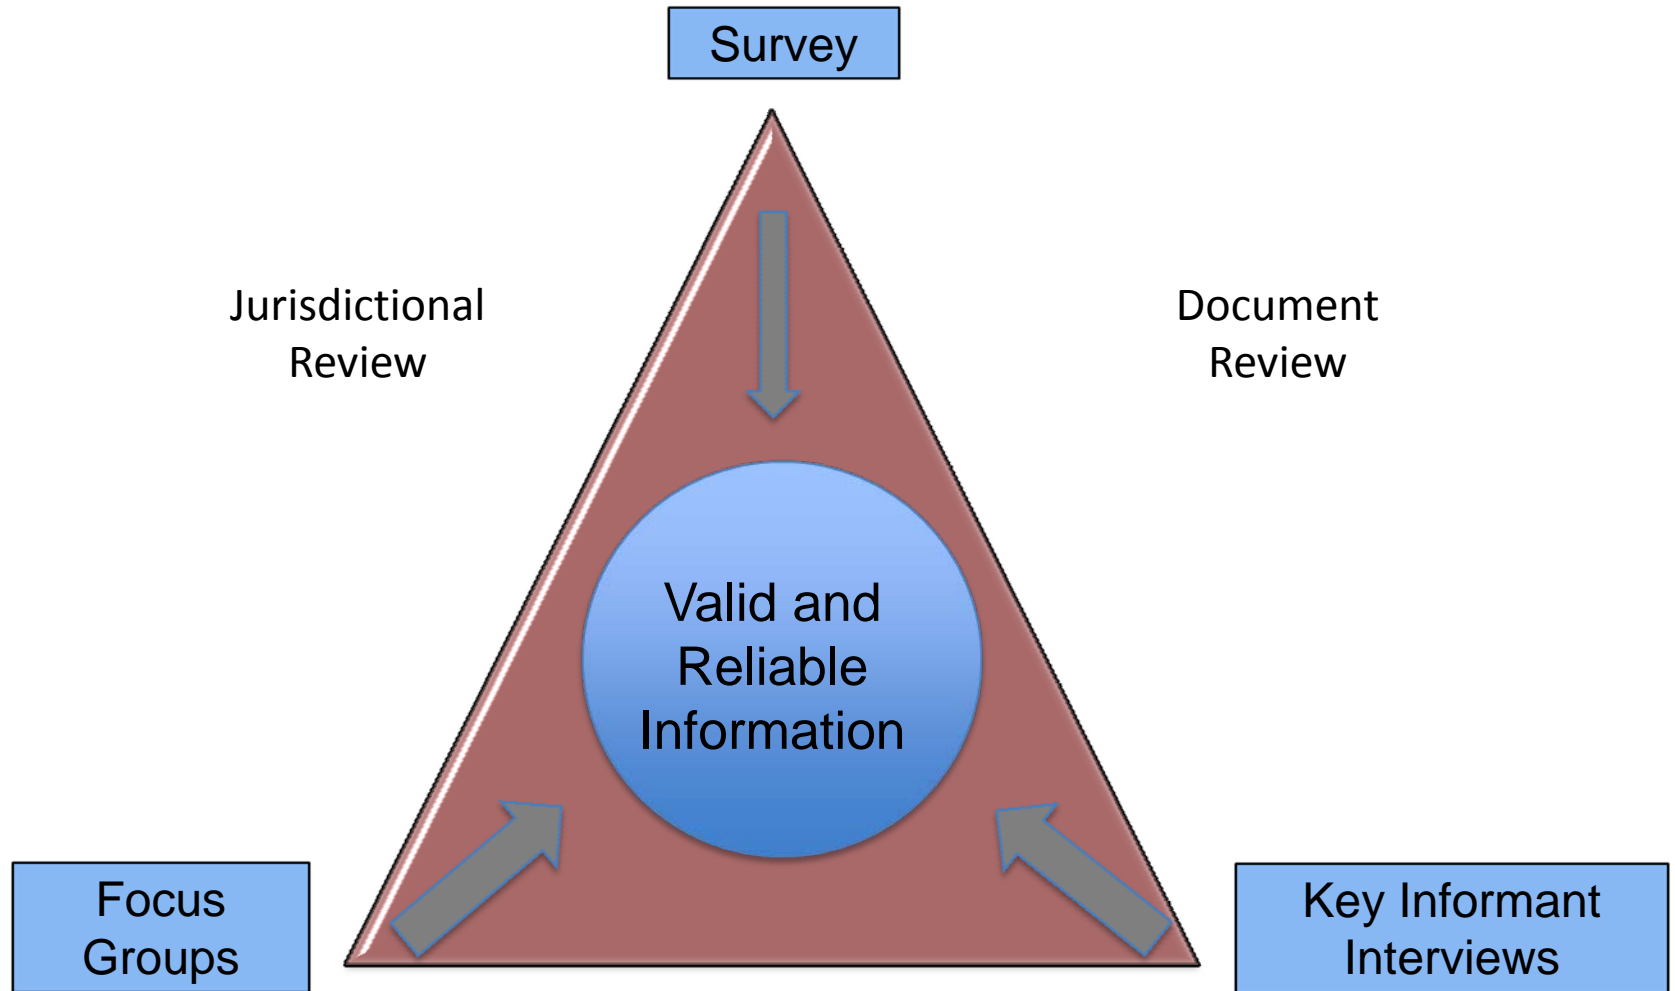 Survey
Jurisdictional
Review
Document
Review
Valid and
Reliable
Information
Focus
Groups
Key Informant
Interviews